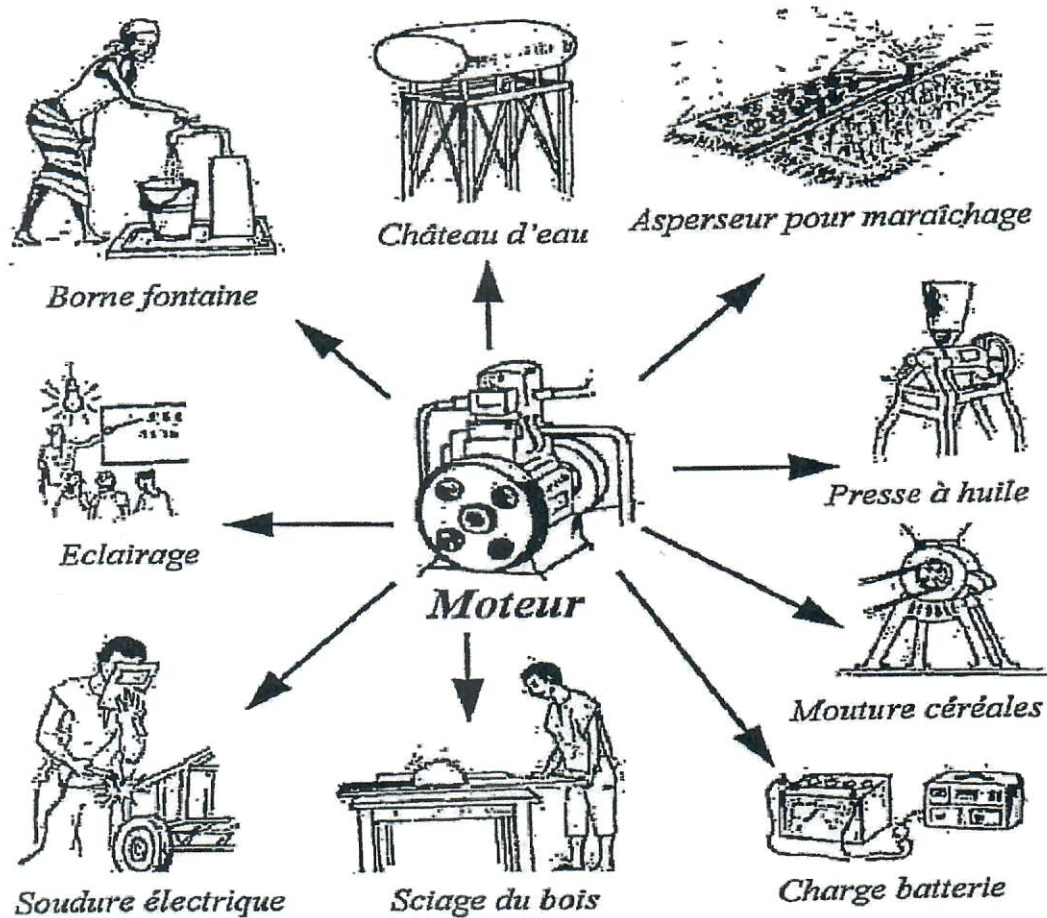 Château d'eau
Asperseur pour maraîchage
Borne fontaine
Presse à huile
Eclairage
Moteur
Mouture céréales
Soudure électrique
Sciage du bois
Charge batterie